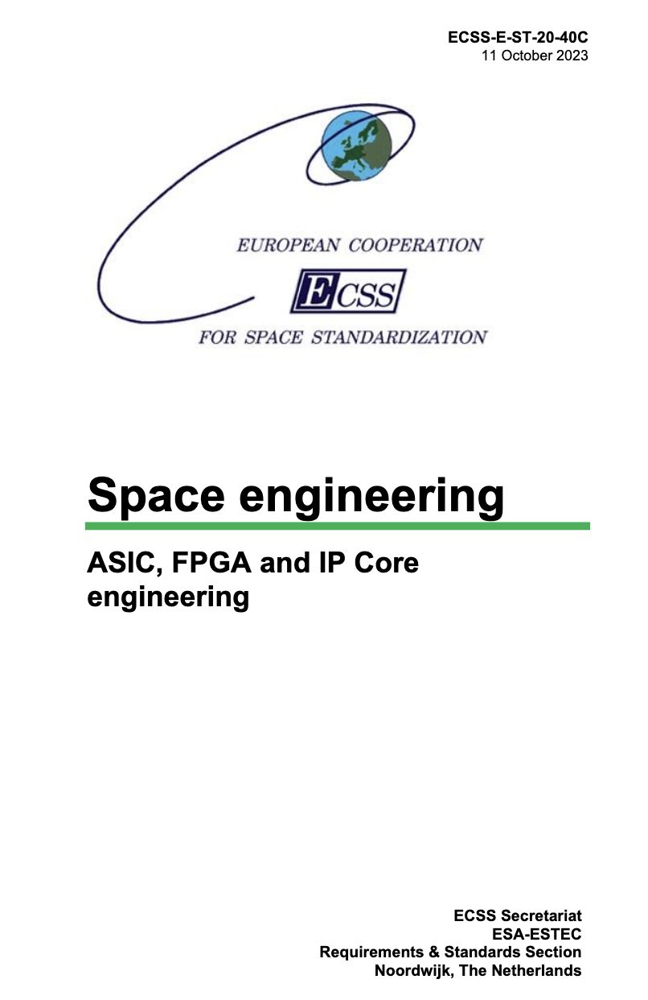 ECSS-E-ST-20-40C
11 October 2023
EUROPEAN COOPERATION
ECSS
FOR SPACE STANDARDIZATION
Space engineering
ASIC, FPGA and IP Core
engineering
ECSS Secretariat
ESA-ESTEC
Requirements & Standards Section
Noordwijk, The Netherlands